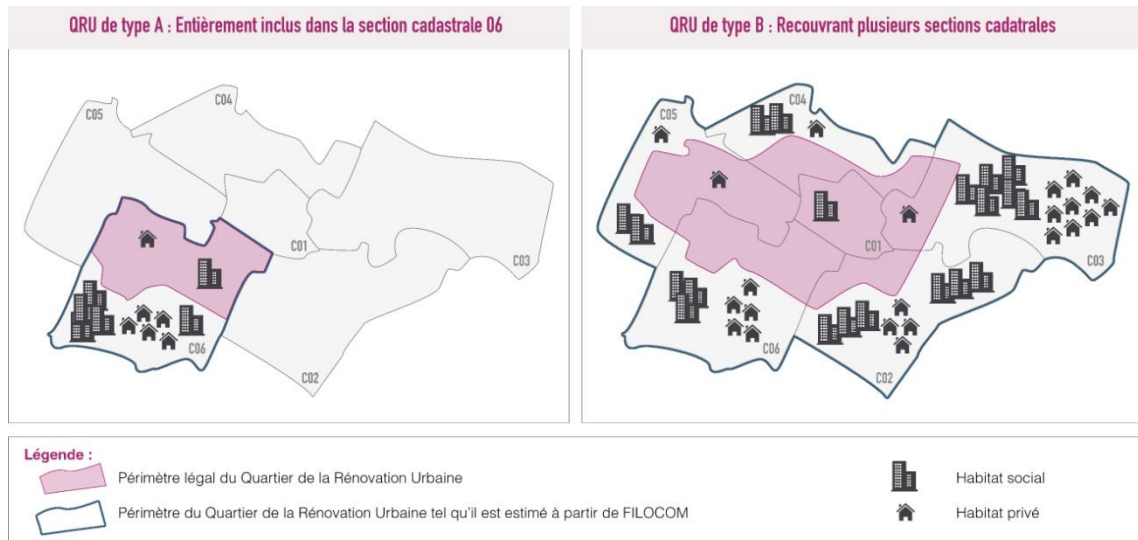 QRU de type A : Entièrement inclus dans la section cadastrale 06
C05
C04
C01
C03
C06
C02
QRU de type B : Recouvrant plusieurs sections cadatrales
C05
C04
C01
C03
C06
C02
Légende :
Périmètre légal du Quartier de la Rénovation Urbaine
Périmètre du Quartier de la Rénovation Urbaine tel qu'il est estimé à partir de FILOCOM
Habitat social
Habitat privé